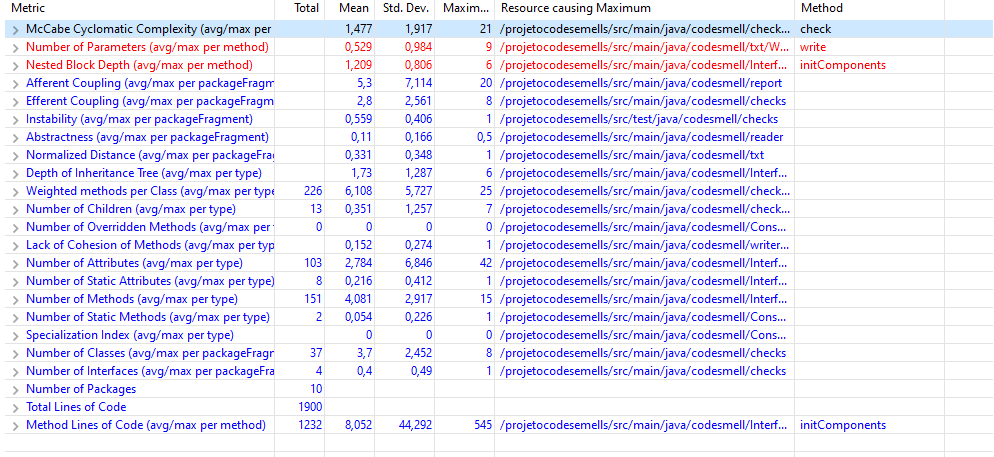 Metric Total Mean Std. Dev. Maxim... Resource causing Maximum Method
McCabe Cyclomatic Complexity (avg/max per 1,477 1,917 21 /projetocodesemells/src/main/java/codesmell/check... check
Number of Parameters (avg/max per method) 0,529 0,984 9 /projetocodesemells/src/main/java/codesmell/txt/W... write
Nested Block Depth (avg/max per method) 1,209 0,806 6 /projetocodesemells/src/main/java/codesmell/Interf... initComponents
Afferent Coupling (avg/max per packageFragm 5,3 7,114 20 /projetocodesemells/src/main/java/codesmell/report
Efferent Coupling (avg/max per packageFragm 2,8 2,561 8 /projetocodesemells/src/main/java/codesmell/checks
Instability (avg/max per packageFragment) 0,559 0,406 1 /projetocodesemells/src/test/java/codesmell/checks
Abstractness (avg/max per packageFragment) 0,11 0,166 0,5 /projetocodesemells/src/main/java/codesmell/reader
Normalized Distance (avg/max per packageFra 0,331 0,348 1 /projetocodesemells/src/main/java/codesmell/txt
Depth of Inheritance Tree (avg/max per type) 1,73 1,287 6 /projetocodesemells/src/main/java/codesmell/Interf...
Weighted methods per Class (avg/max per type 226 6,108 5,727 25 /projetocodesemells/src/main/java/codesmell/check...
Number of Children (avg/max per type) 13 0,351 1,257 7 /projetocodesemells/src/main/java/codesmell/check...
Number of Overridden Methods (avg/max per 0 0 0 0 /projetocodesemells/src/main/java/codesmell/Cons...
Lack of Cohesion of Methods (avg/max per typ 0,152 0,274 1 /projetocodesemells/src/main/java/codesmell/writer...
Number of Attributes (avg/max per type) 103 2,784 6,846 42 /projetocodesemells/src/main/java/codesmell/Interf...
Number of Static Attributes (avg/max per type) 8 0,216 0,412 1 /projetocodesemells/src/main/java/codesmell/Interf...
Number of Methods (avg/max per type) 151 4,081 2,917 15 /projetocodesemells/src/main/java/codesmell/Interf...
Number of Static Methods (avg/max per type) 2 0,054 0,226 1 /projetocodesemells/src/main/java/codesmell/Cons...
Specialization Index (avg/max per type) 0 0 0 /projetocodesemells/src/main/java/codesmell/Cons...
Number of Classes (avg/max per packageFragr 37 3,7 2,452 8 /projetocodesemells/src/main/java/codesmell/checks
Number of Interfaces (avg/max per packageFra 4 0,4 0,49 1 /projetocodesemells/src/main/java/codesmell/checks
Number of Packages 10
Total Lines of Code 1900
Method Lines of Code (avg/max per method) 1232 8,052 44,292 545 /projetocodesemells/src/main/java/codesmell/Interf... initComponents